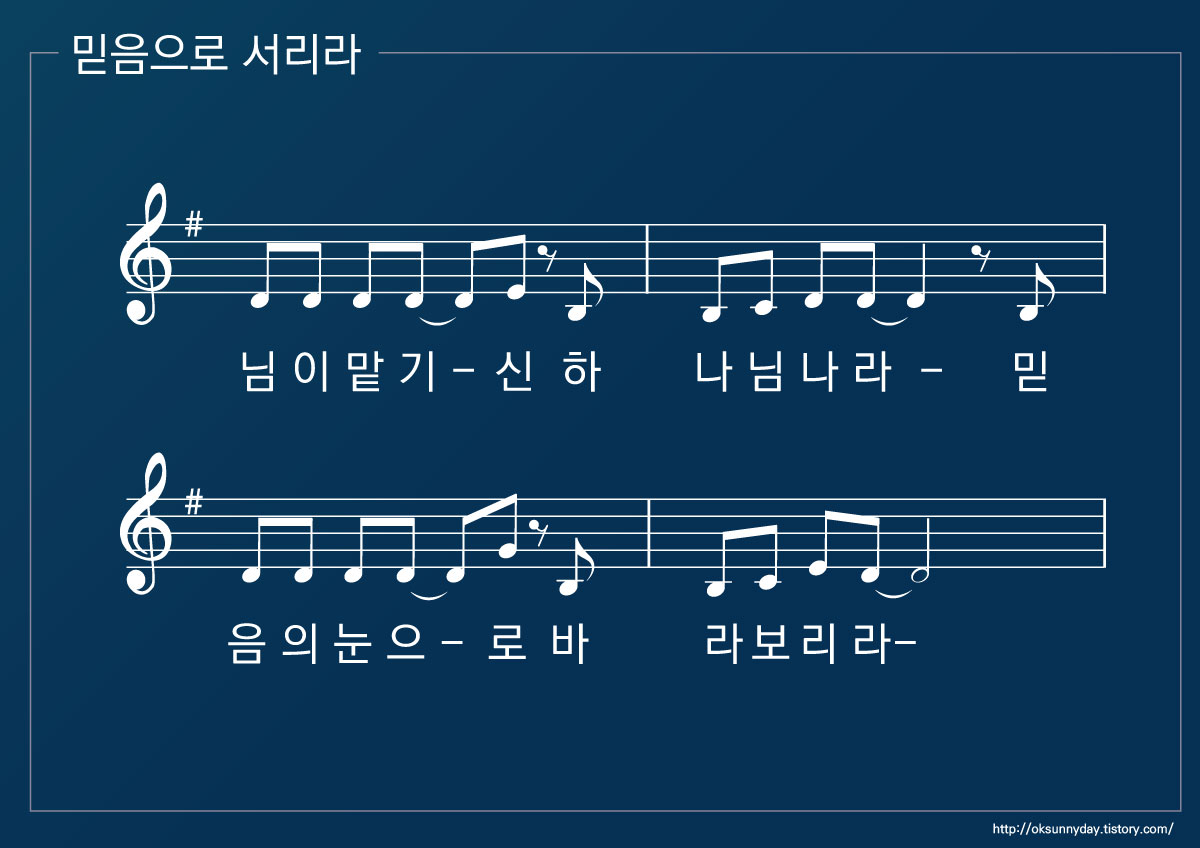 믿음으로 서리라
님이맡기-신 하 나님나라 - 믿
음의눈으-로 바 라보리라-
http://oksunnyday.tistory.com/